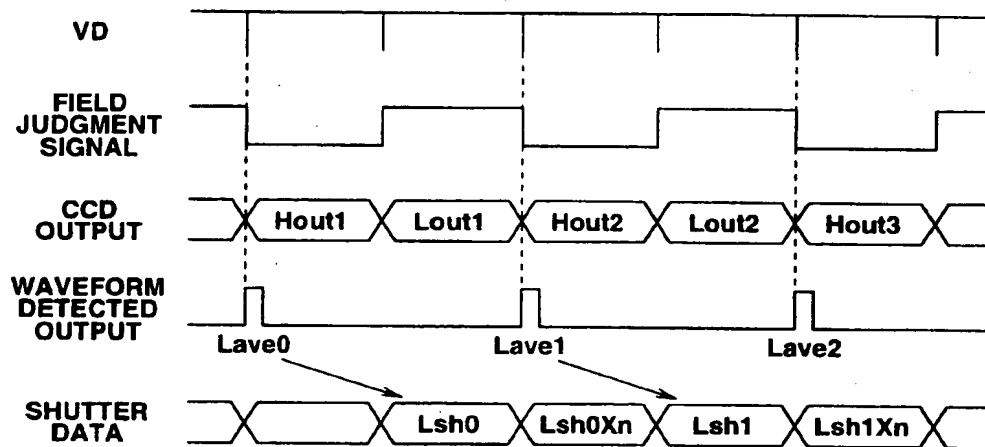 VD
FIELD
JUDGMENT
SIGNAL
CCD
OUTPUT
Hout1 Lout1 Hout2 Lout2 Hout3
WAVEFORM
DETECTED
OUTPUT
Lave0 Lave1 Lave2
SHUTTER
DATA
Lsh0 Lsh0Xn Lsh1 Lsh1Xn